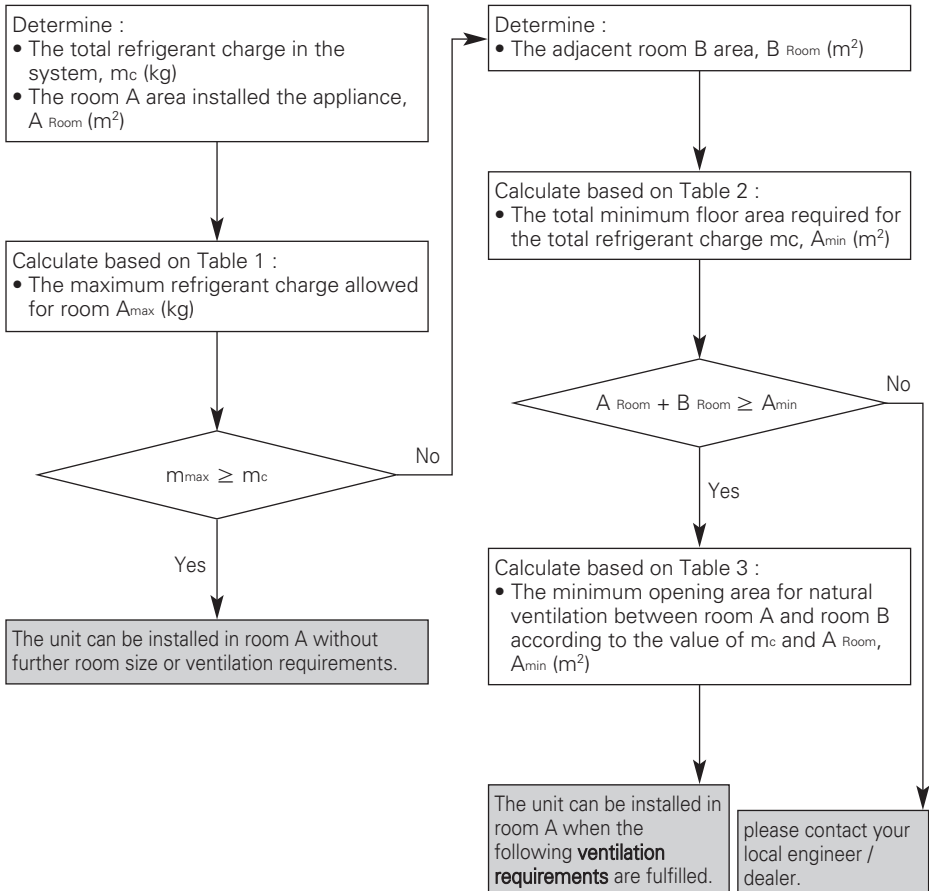 Determine :
• The total refrigerant charge in the
system, mc (kg)
• The room A area installed the appliance,
A Room (m²)
Calculate based on Table 1 :
• The maximum refrigerant charge allowed
for room Amax (kg)
mmax ≥ mc
No
Yes
The unit can be installed in room A without
further room size or ventilation requirements.
Determine :
• The adjacent room B area, B Room (m²)
Calculate based on Table 2 :
• The total minimum floor area required for
the total refrigerant charge mc, Amin (m²)
A Room + B Room ≥ Amin
No
Yes
Calculate based on Table 3 :
• The minimum opening area for natural
ventilation between room A and room B
according to the value of mc and A Room,
Amin (m²)
The unit can be installed in
room A when the
following ventilation
requirements are fulfilled.
please contact your
local engineer /
dealer.